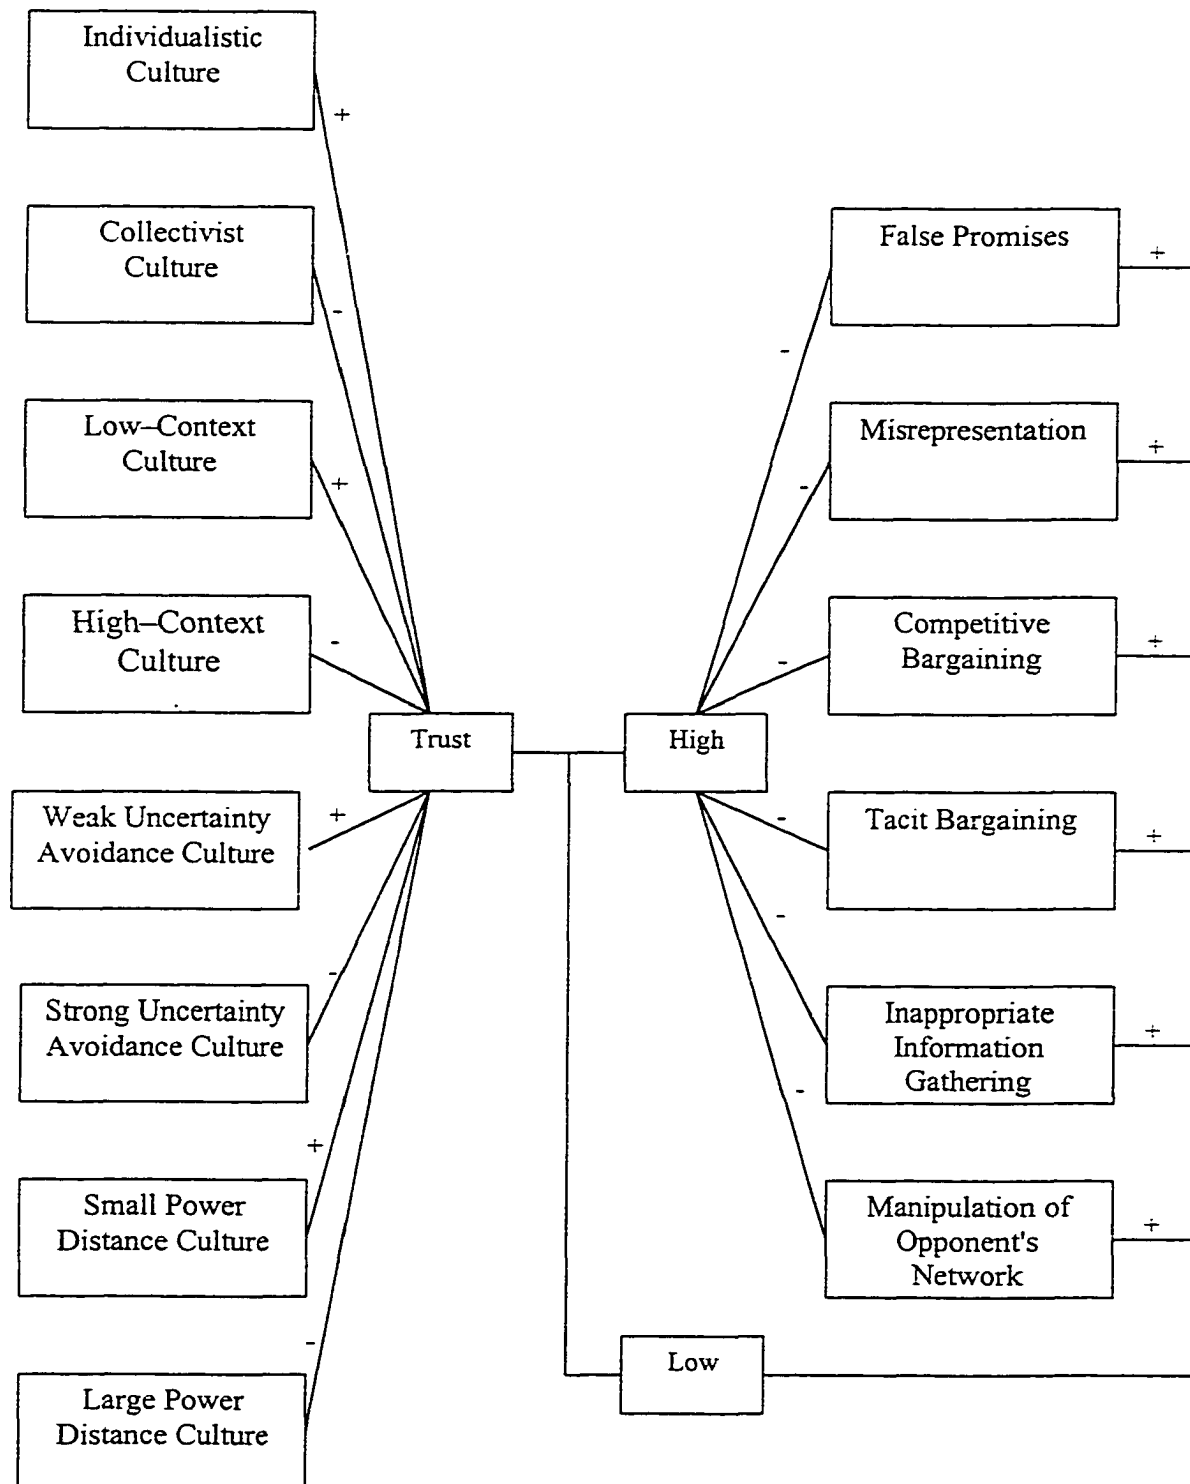 Individualistic
Culture
+
Collectivist
Culture
-
Low–Context
Culture
+
High–Context
Culture
-
Weak Uncertainty
Avoidance Culture
+
Strong Uncertainty
Avoidance Culture
-
Small Power
Distance Culture
+
Large Power
Distance Culture
-
Trust
High
Low
False Promises
-
+
Misrepresentation
-
+
Competitive
Bargaining
-
+
Tacit Bargaining
-
+
Inappropriate
Information
Gathering
-
+
Manipulation of
Opponent's
Network
-
+